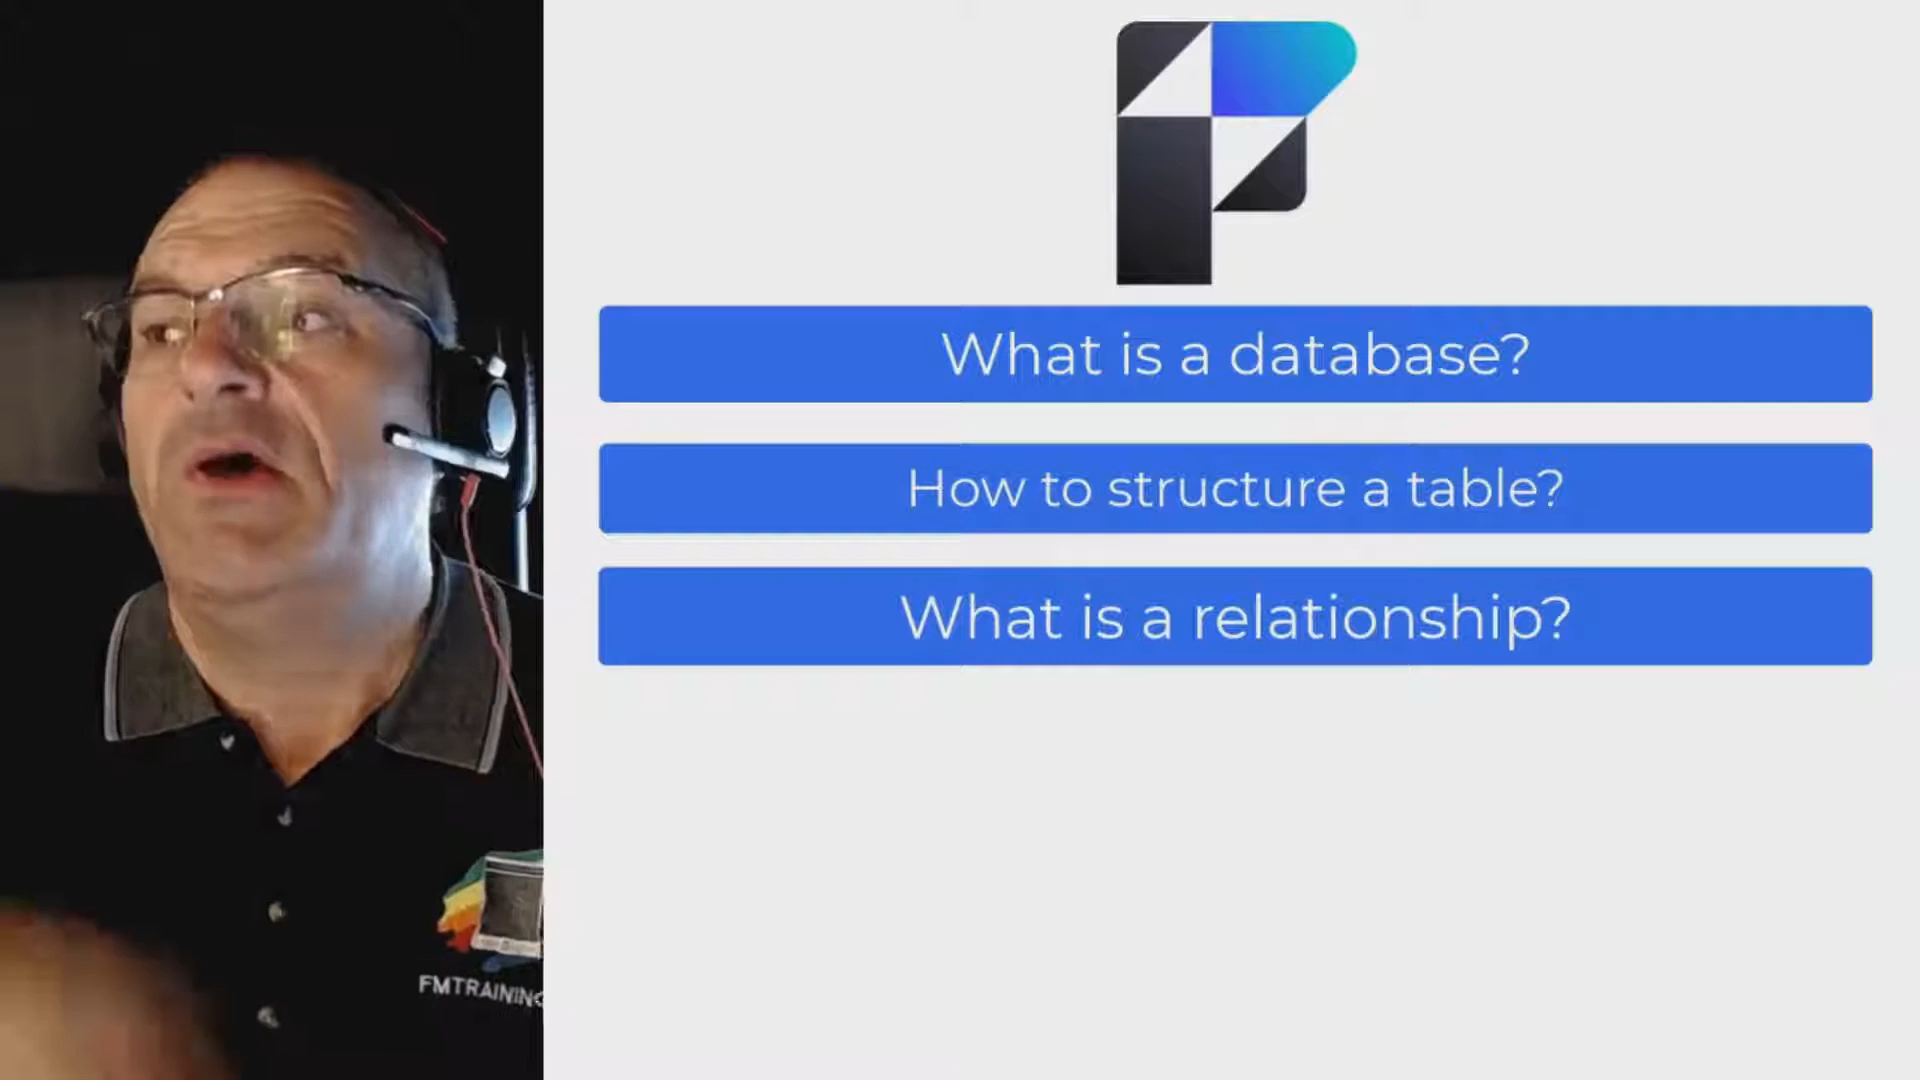 What is a database?
How to structure a table?
What is a relationship?
FMTRAINING